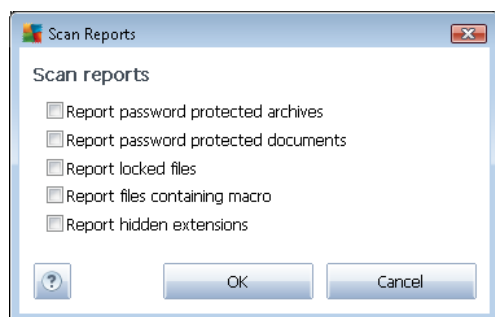 Scan Reports
Scan reports
Report password protected archives
Report password protected documents
Report locked files
Report files containing macro
Report hidden extensions
?
OK
Cancel